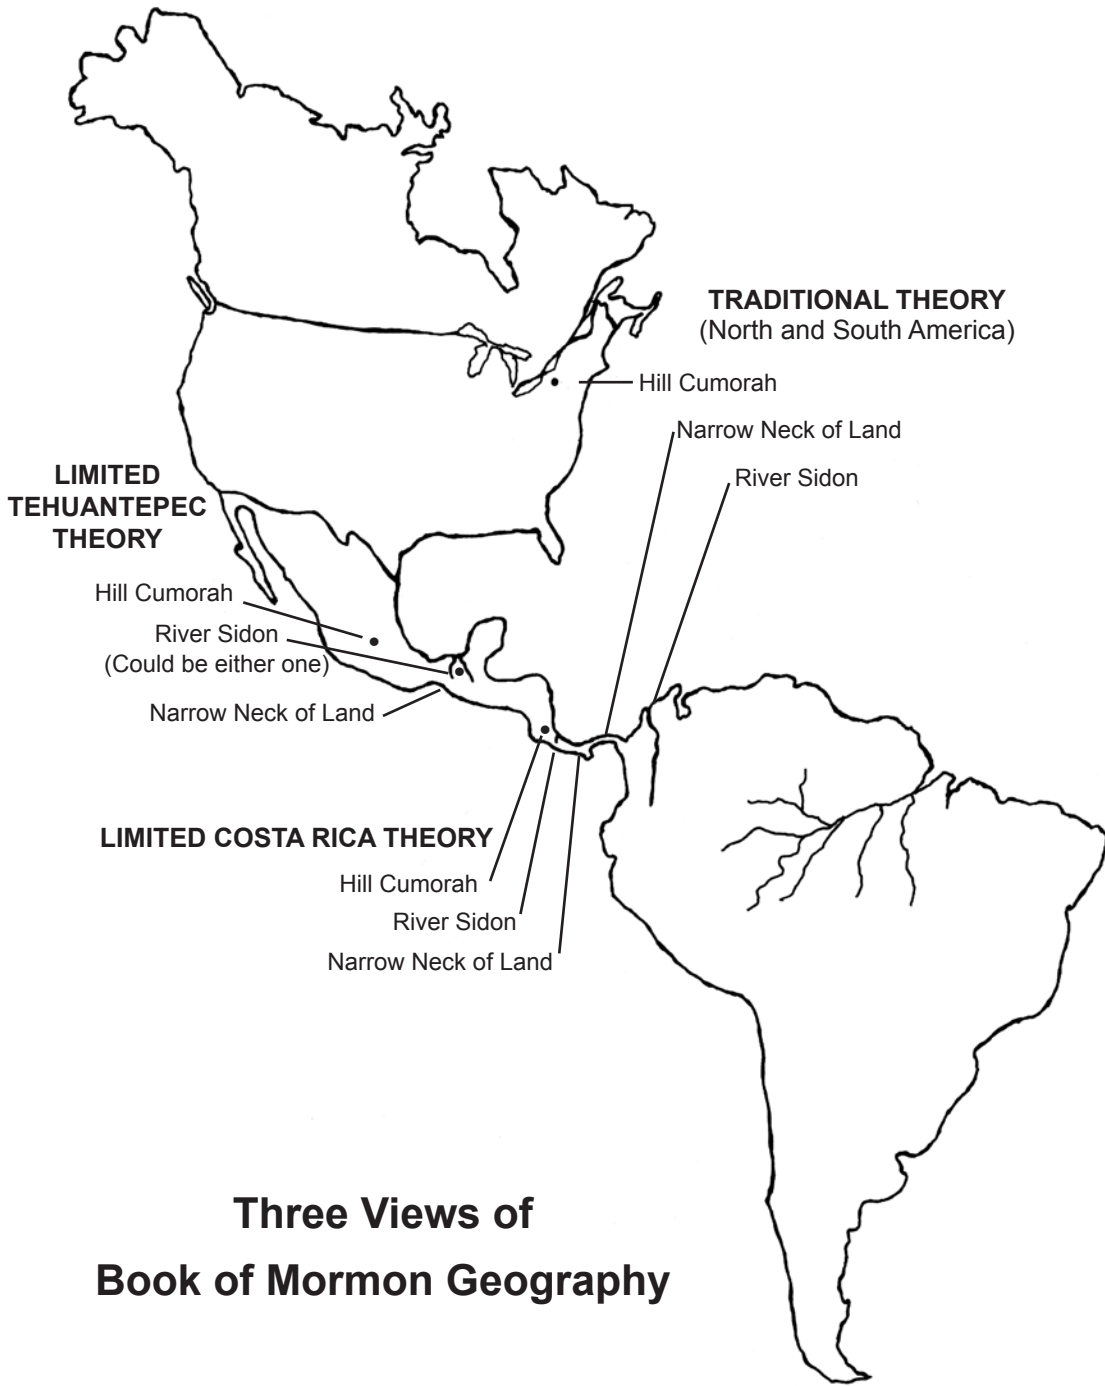 TRADITIONAL THEORY
(North and South America)
Hill Cumorah
Narrow Neck of Land
River Sidon
LIMITED
TEHUANTEPEC
THEORY
Hill Cumorah
River Sidon
(Could be either one)
Narrow Neck of Land
LIMITED COSTA RICA THEORY
Hill Cumorah
River Sidon
Narrow Neck of Land
Three Views of
Book of Mormon Geography